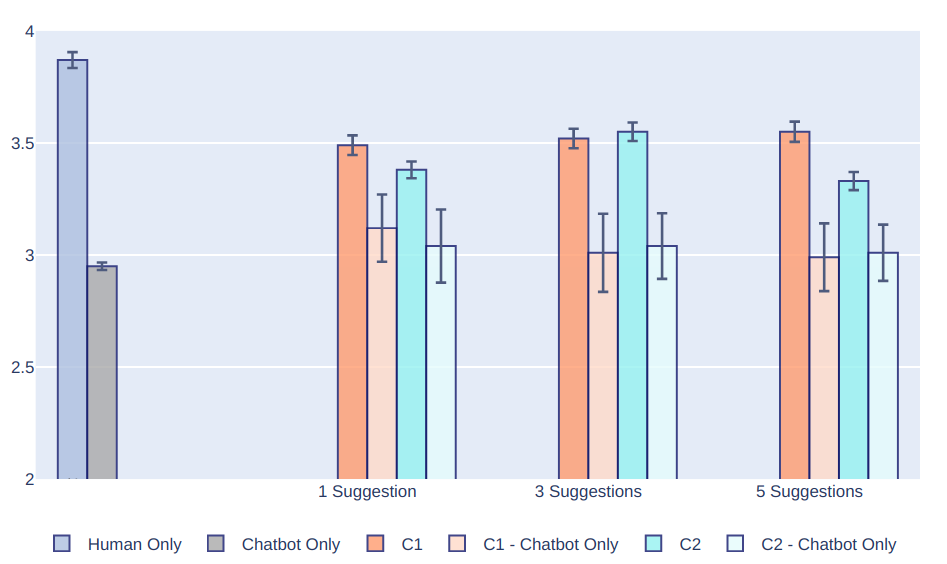 4
3.5
3
2.5
2
1 Suggestion 3 Suggestions 5 Suggestions
Human Only Chatbot Only C1 C1 - Chatbot Only C2 C2 - Chatbot Only